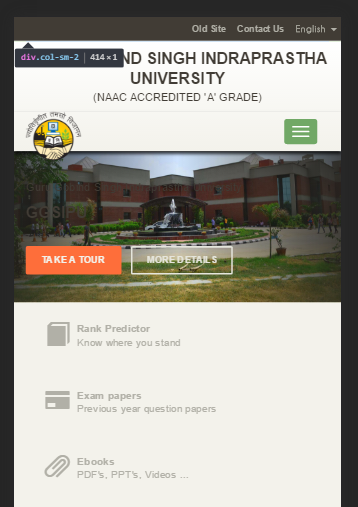 Old Site Contact Us English
div.col-sm-2 414×1
ND SINGH INDRAPRASTHA
UNIVERSITY
(NAAC ACCREDITED 'A' GRADE)
GGSIP
TAKE A TOUR MORE DETAILS
Rank Predictor
Know where you stand
Exam papers
Previous year question papers
Ebooks
PDF's, PPT's, Videos ...